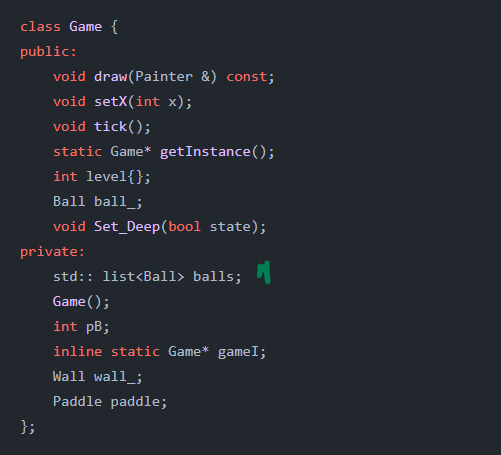 class Game {
public:
    void draw(Painter &) const;
    void setX(int x);
    void tick();
    static Game* getInstance();
    int level{};
    Ball ball_;
    void Set_Deep(bool state);
private:
    std:: list<Ball> balls;
    Game();
    int pB;
    inline static Game* gameI;
    Wall wall_;
    Paddle paddle;
};